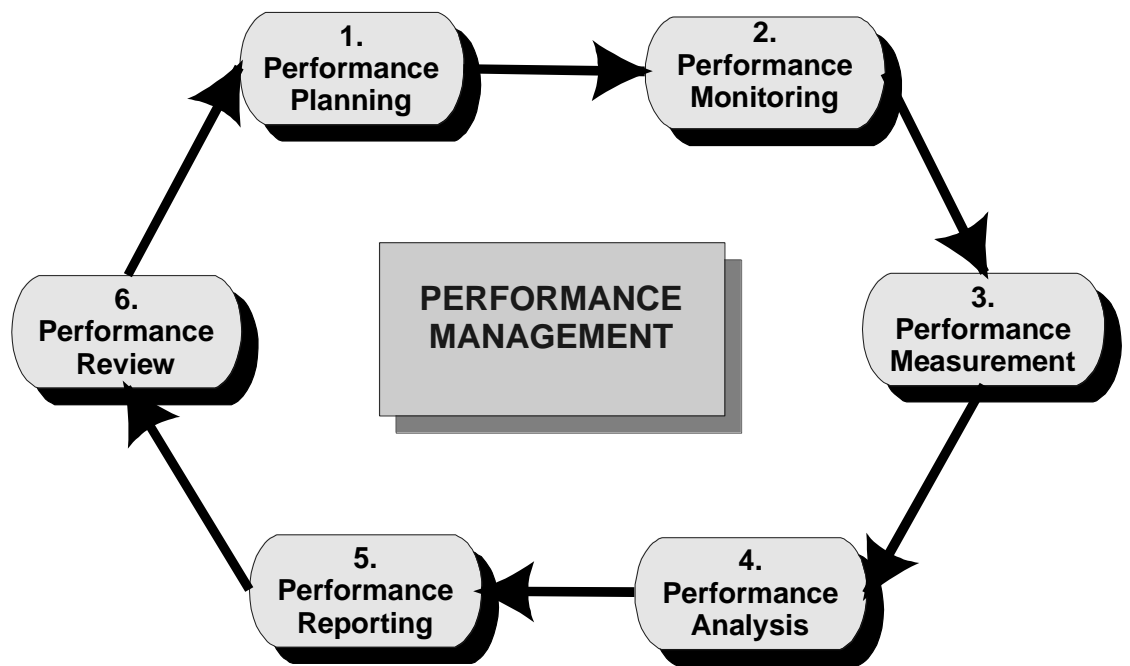 1.
Performance
Planning
2.
Performance
Monitoring
PERFORMANCE
MANAGEMENT
6.
Performance
Review
3.
Performance
Measurement
5.
Performance
Reporting
4.
Performance
Analysis